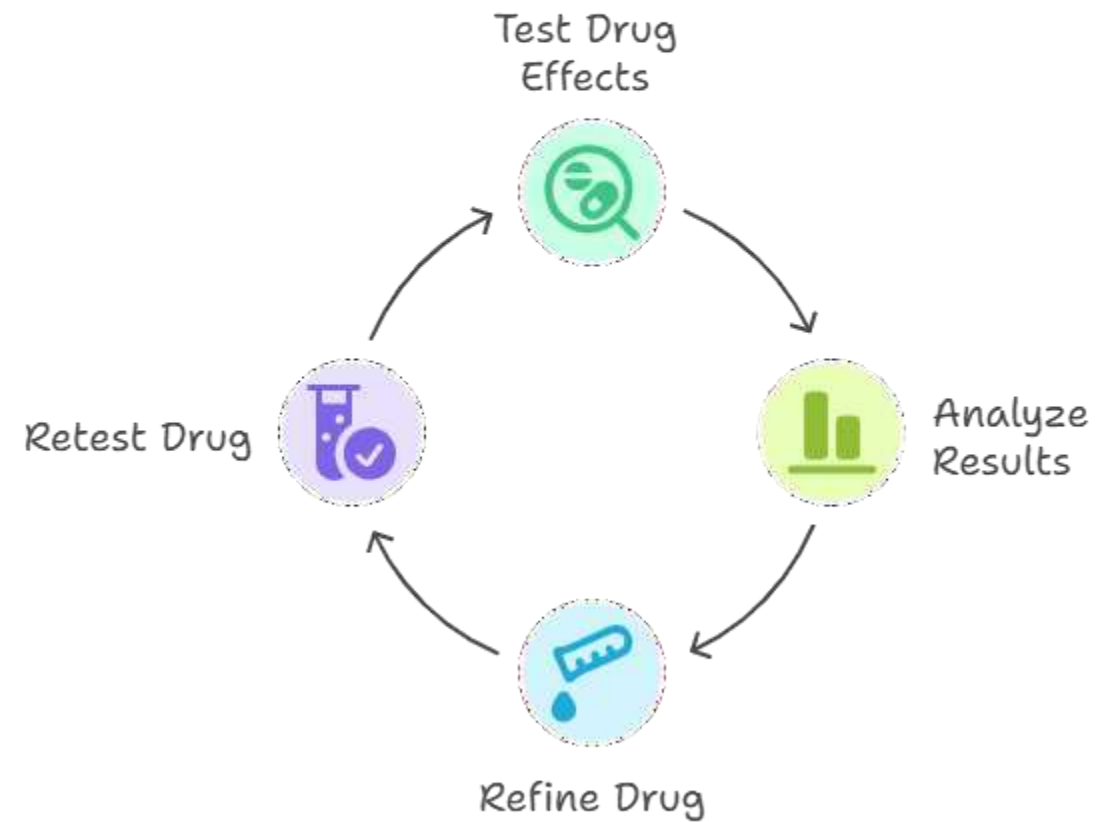 Test Drug
Effects
Analyze
Results
Retest Drug
Refine Drug